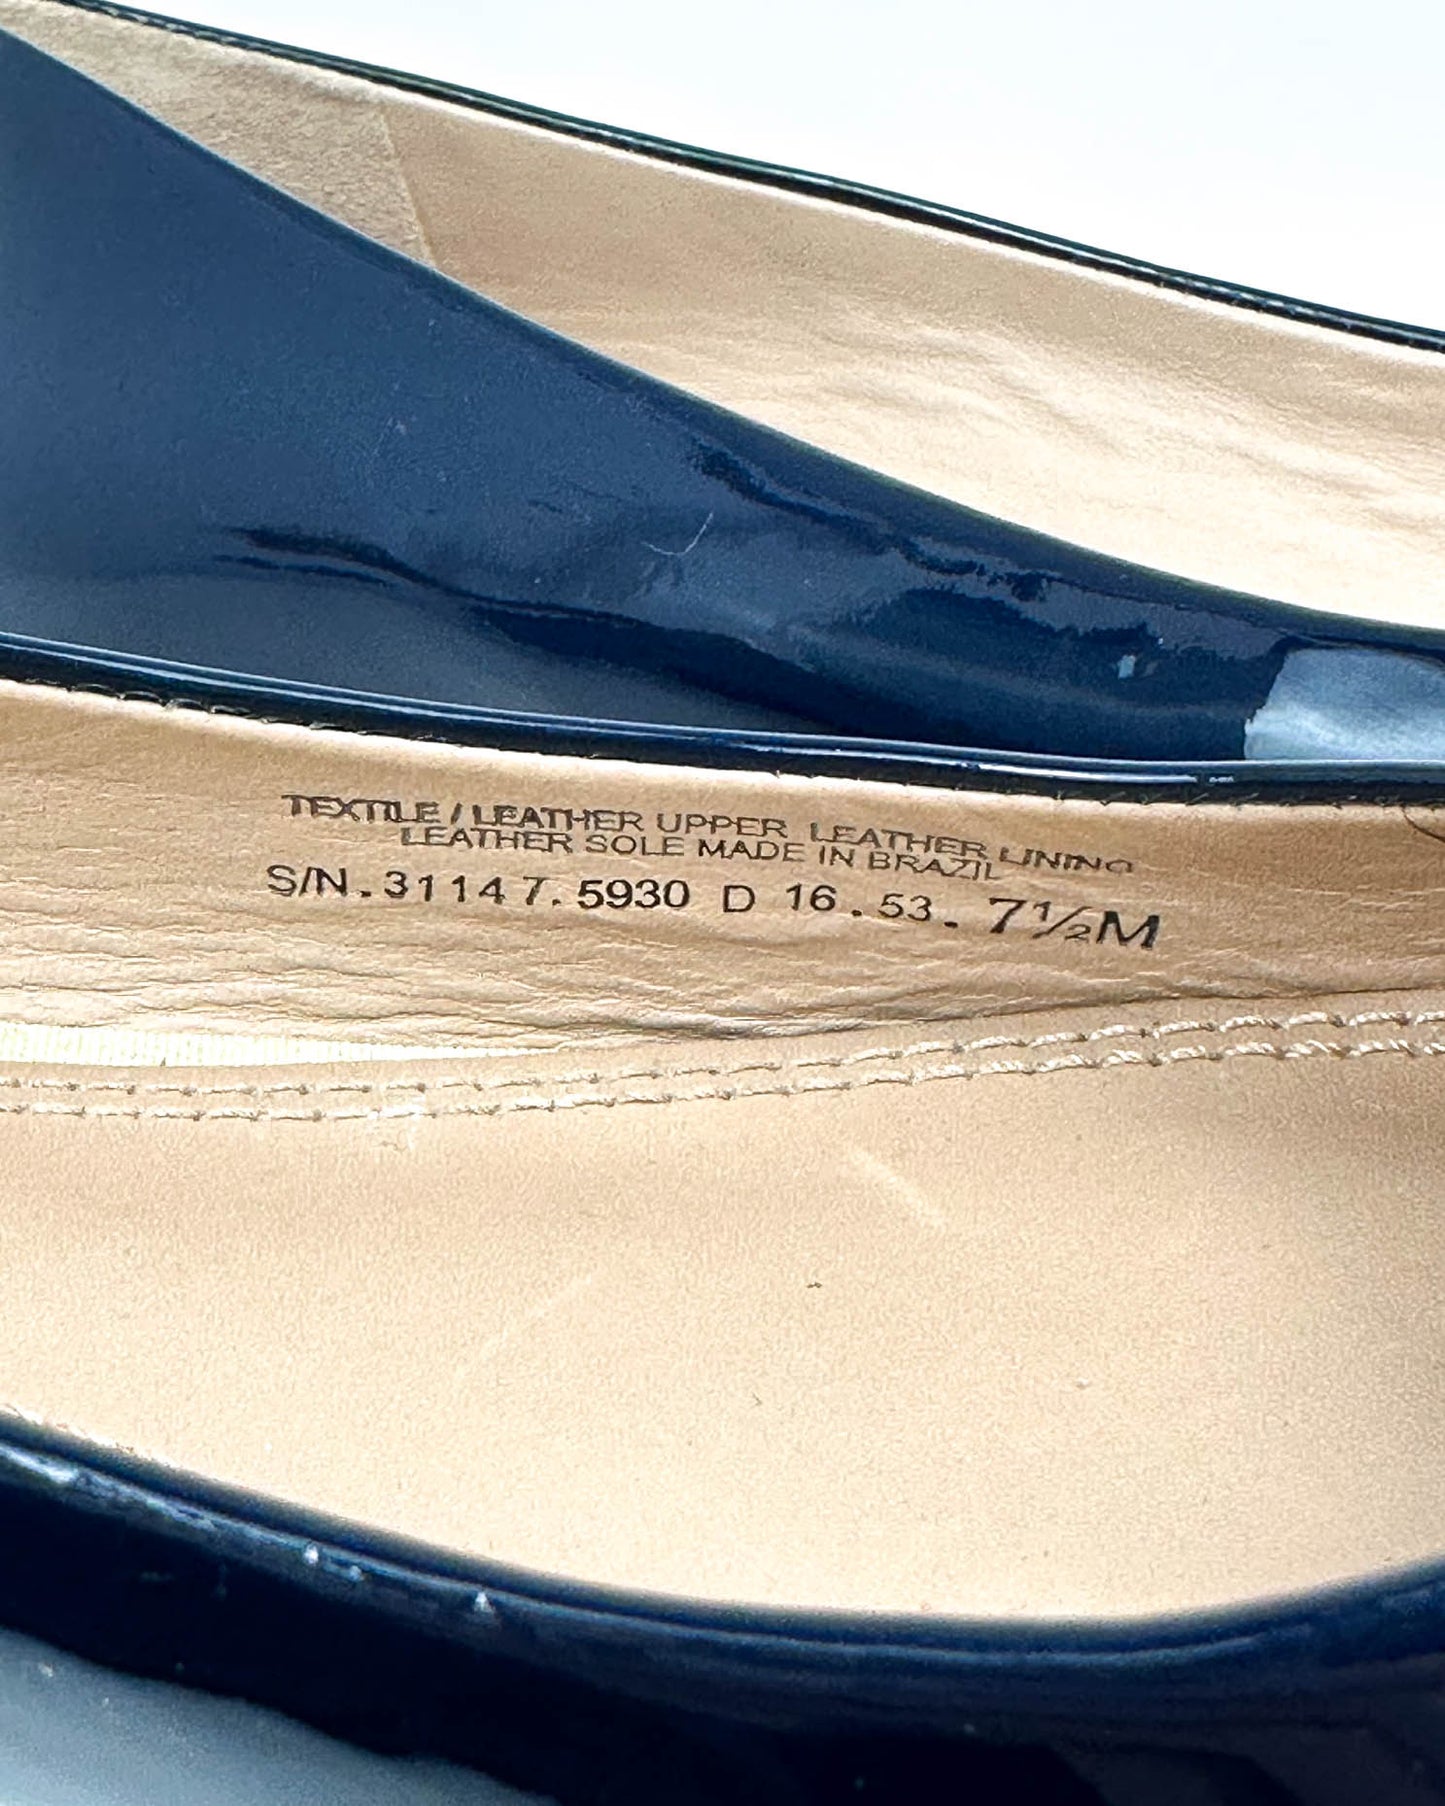 TEXTILE / LEATHER UPPER LEATHER LINING
LEATHER SOLE MADE IN BRAZIL
S/N.31147.5930 D 16.53. 7½M